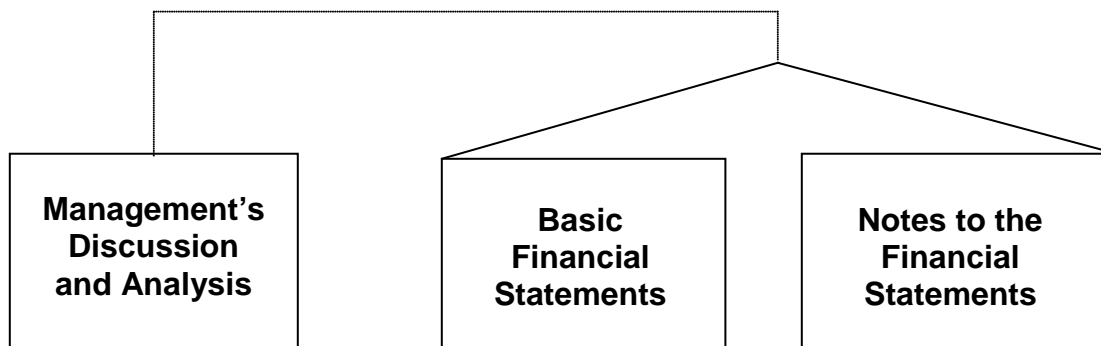 Management’s
Discussion
and Analysis
Basic
Financial
Statements
Notes to the
Financial
Statements